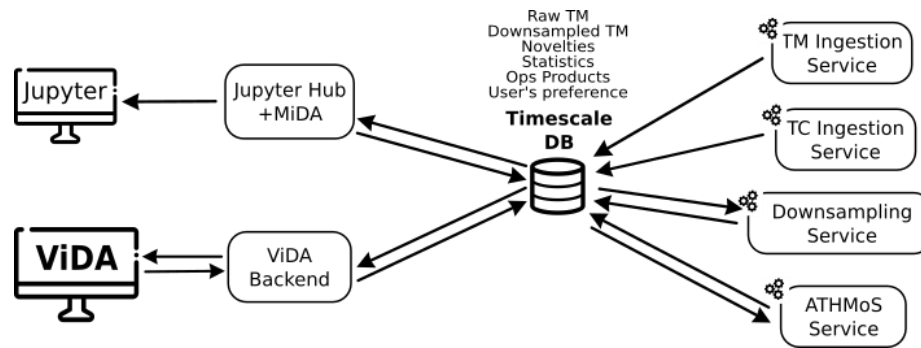 Raw TM
Downsampled TM
Novelties
Statistics
Ops Products
User's preference
Timescale
DB
Jupyter
Jupyter Hub
+MiDA
ViDA
ViDA
Backend
TM Ingestion
Service
TC Ingestion
Service
Downsampling
Service
ATHMoS
Service